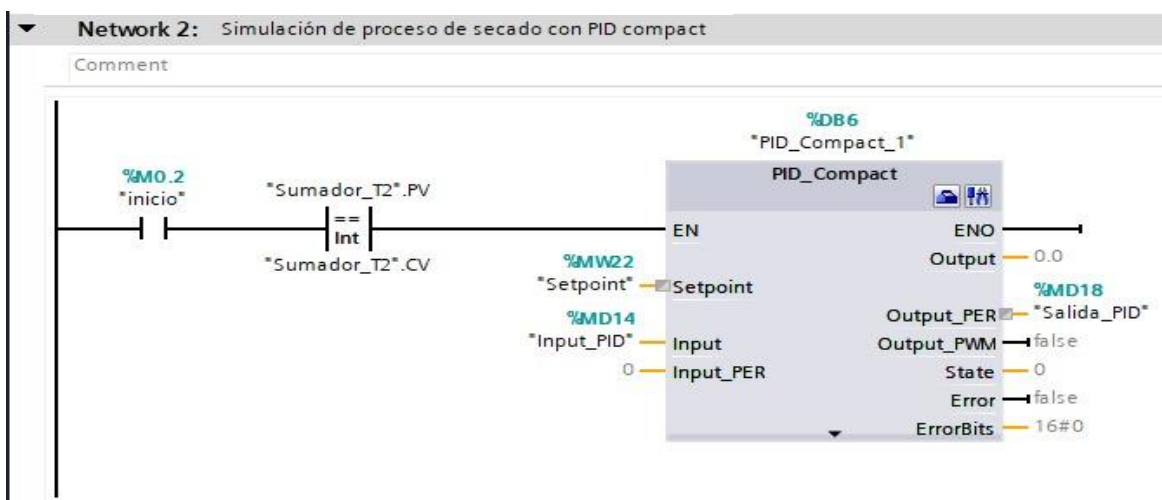 Network 2: Simulación de proceso de secado con PID compact
Comment
%DB6
"PID_Compact_1"
PID_Compact
%M0.2
"inicio"
"Sumador_T2".PV
==
Int
"Sumador_T2".CV
EN ENO
Output 0.0
%MW22
"Setpoint" Setpoint
%MD18
Output_PER "Salida_PID"
%MD14
"Input_PID" Input
Output_PWM false
0 Input_PER
State 0
Error false
ErrorBits 16#0